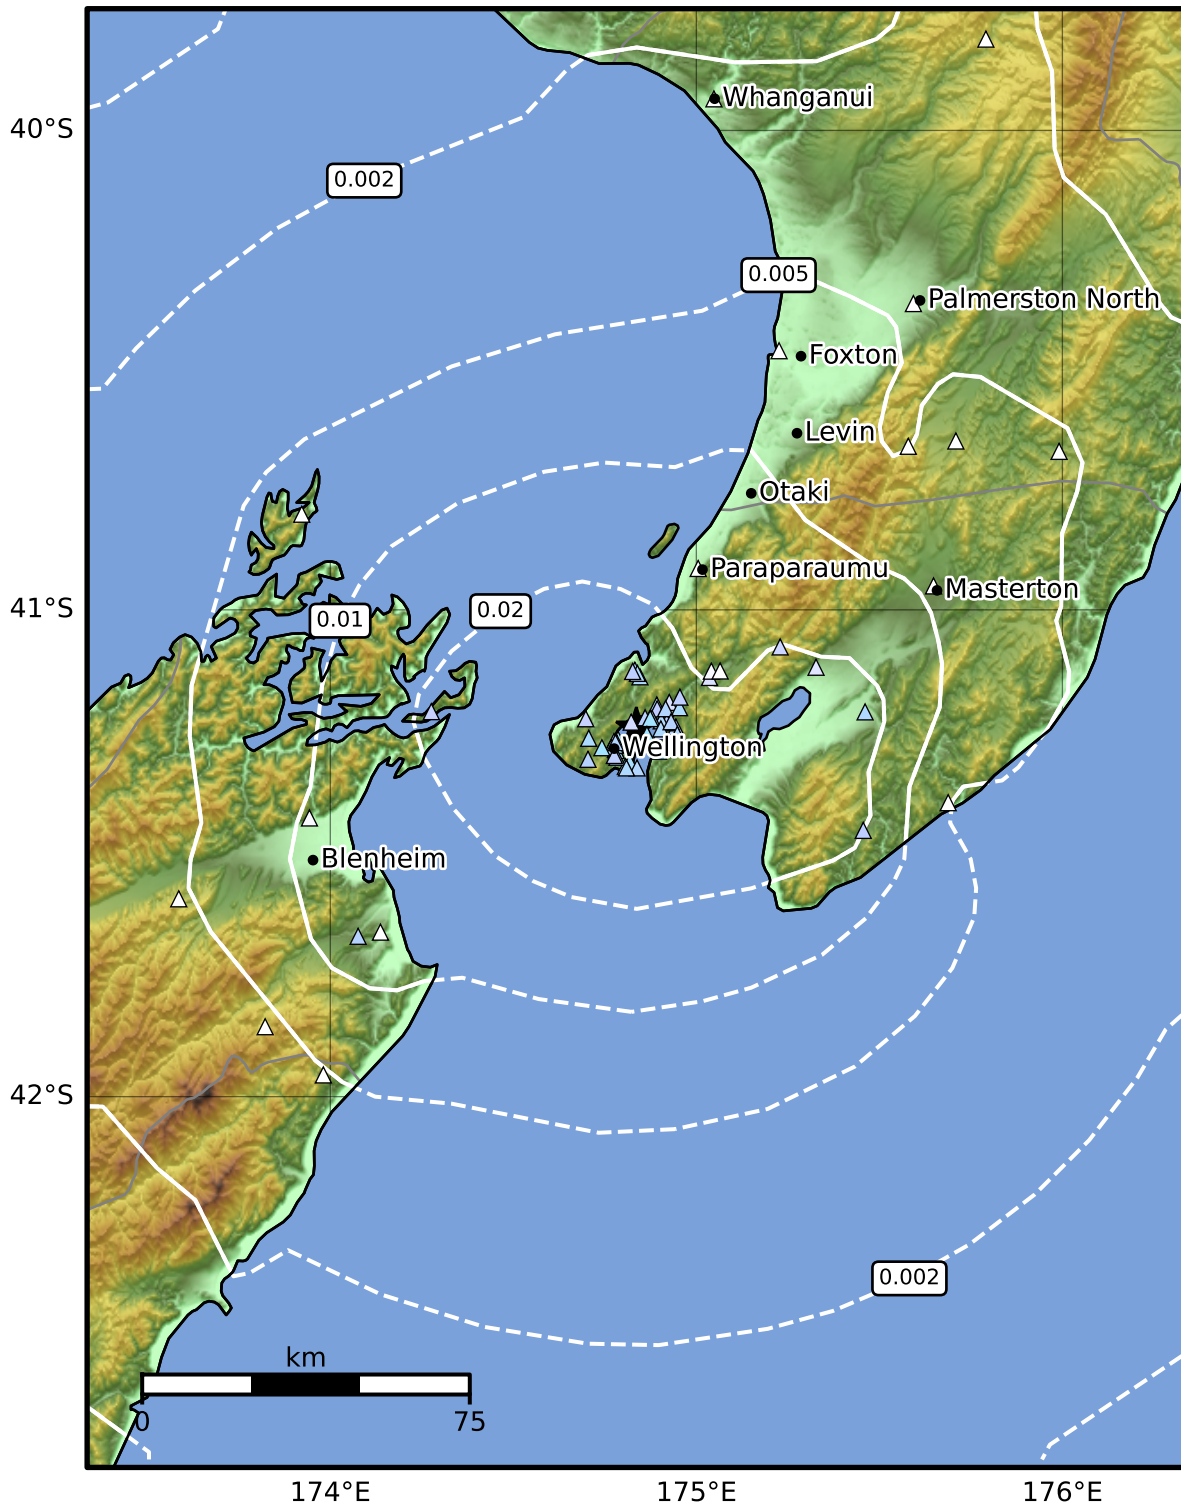 Whanganui
40°S
0.002
0.005
Palmerston North
Foxton
Levin
Otaki
Paraparaumu
Masterton
41°S
0.02
0.01
Wellington
Blenheim
42°S
0.002
km
0
75
174°E
175°E
176°E